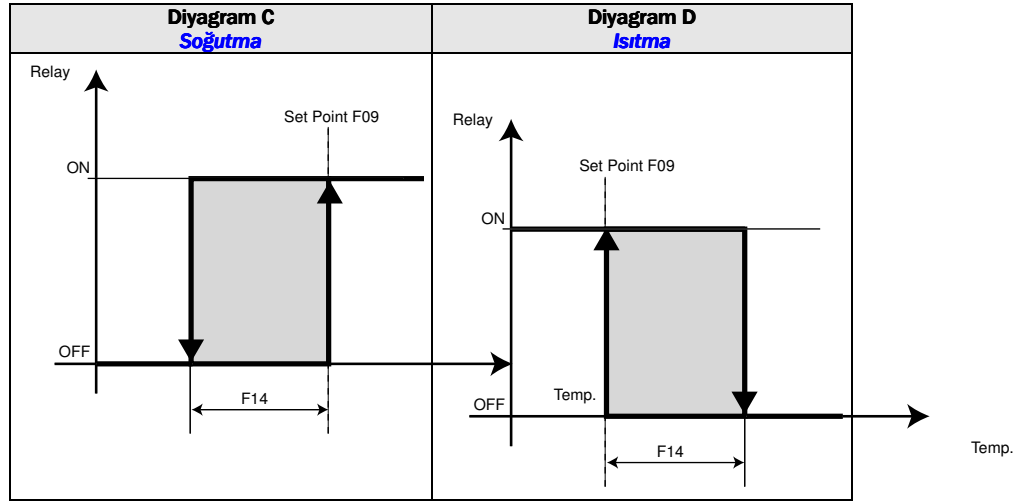 Diyagram C
Soğutma
Diyagram D
Isıtma
Relay
Set Point F09
ON
OFF
F14
Temp.
Relay
Set Point F09
ON
OFF
F14
Temp.